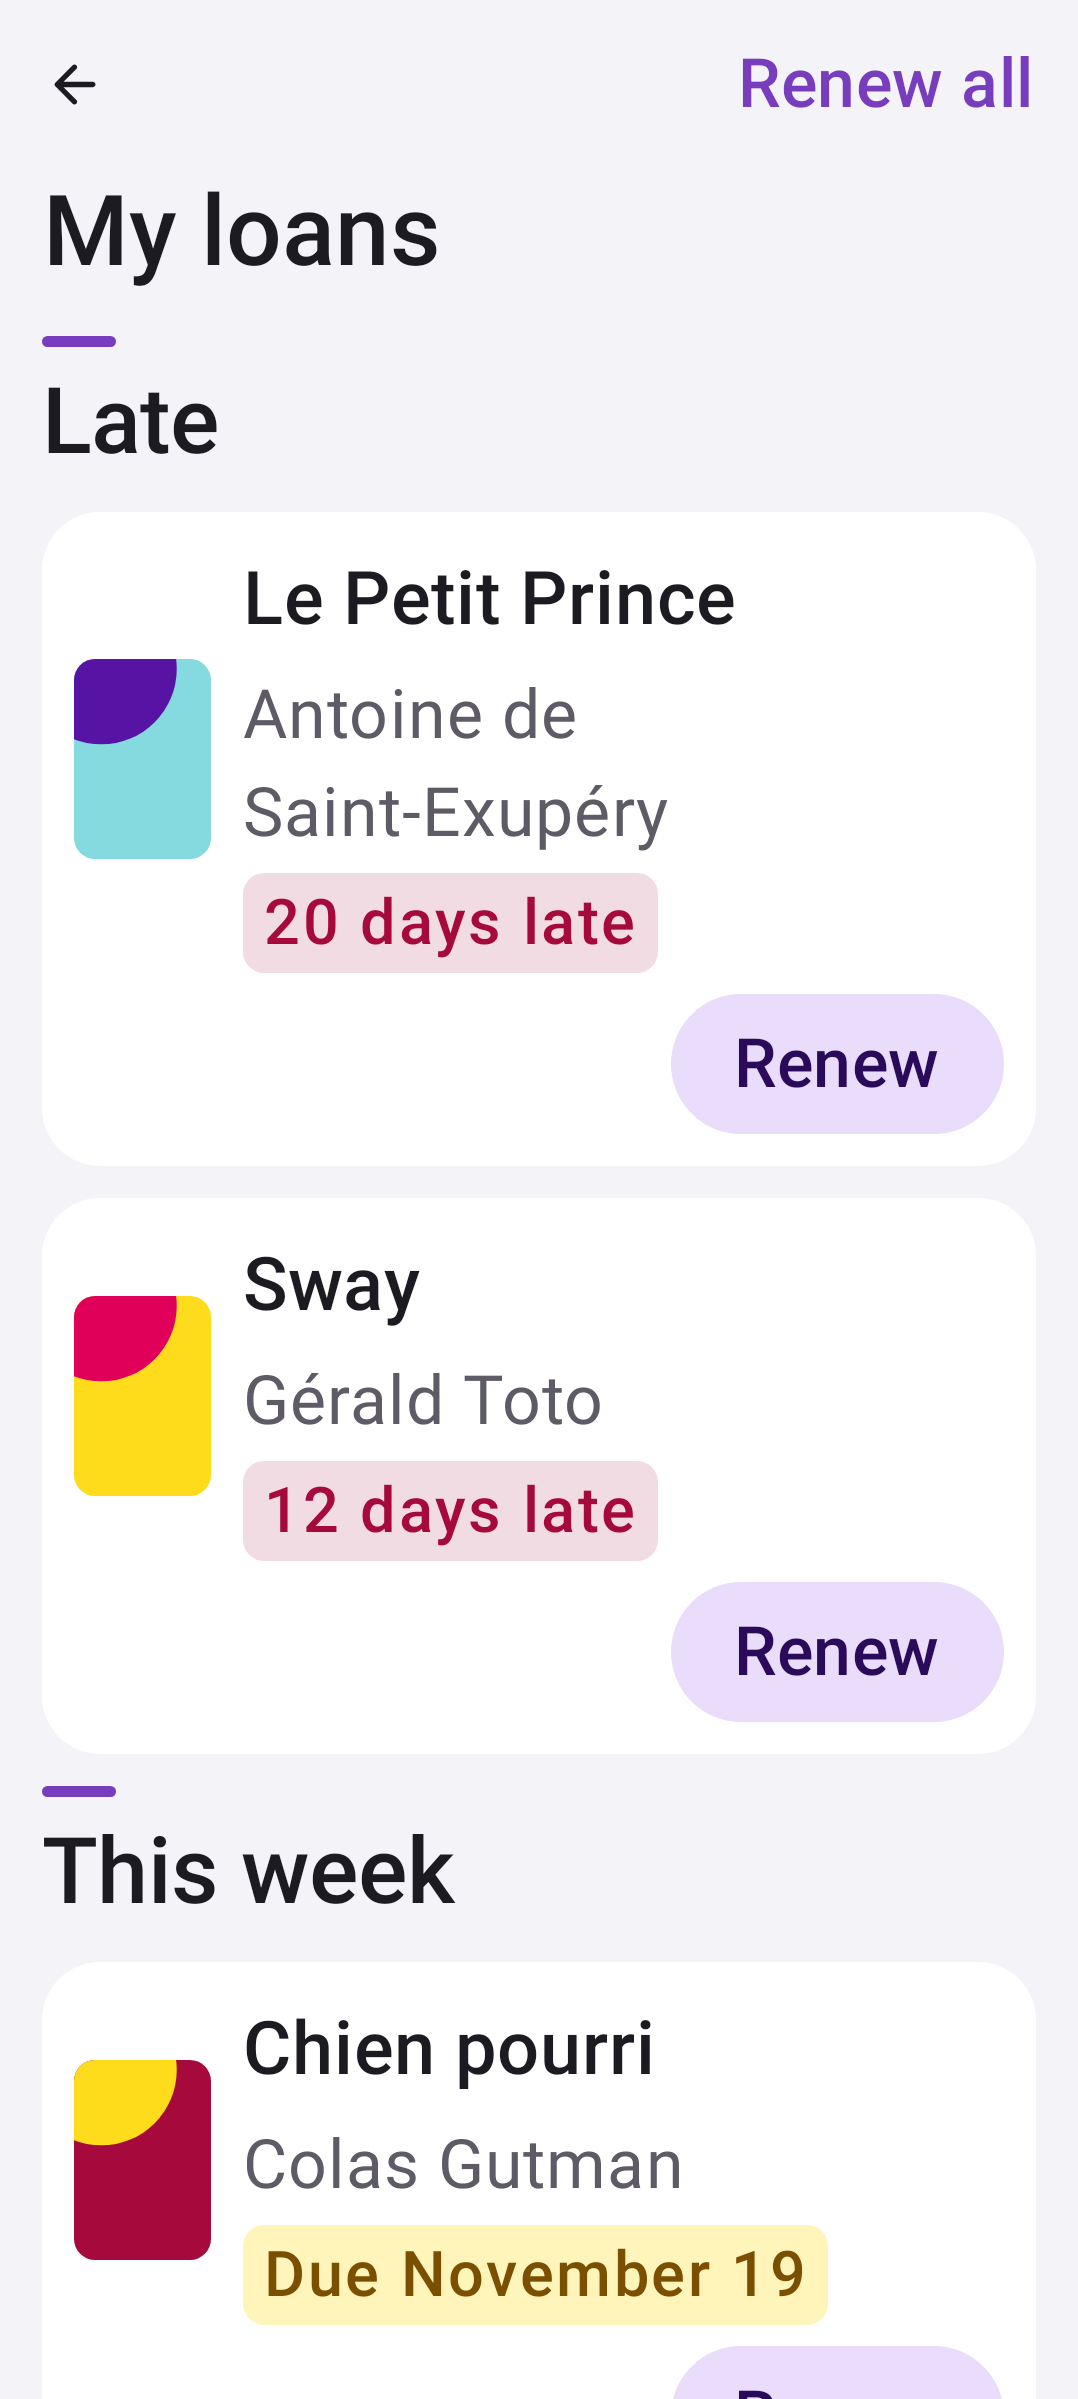 Renew all
My loans
Late
Le Petit Prince
Antoine de
Saint-Exupéry
20 days late
Renew
Sway
Gérald Toto
12 days late
Renew
This week
Chien pourri
Colas Gutman
Due November 19